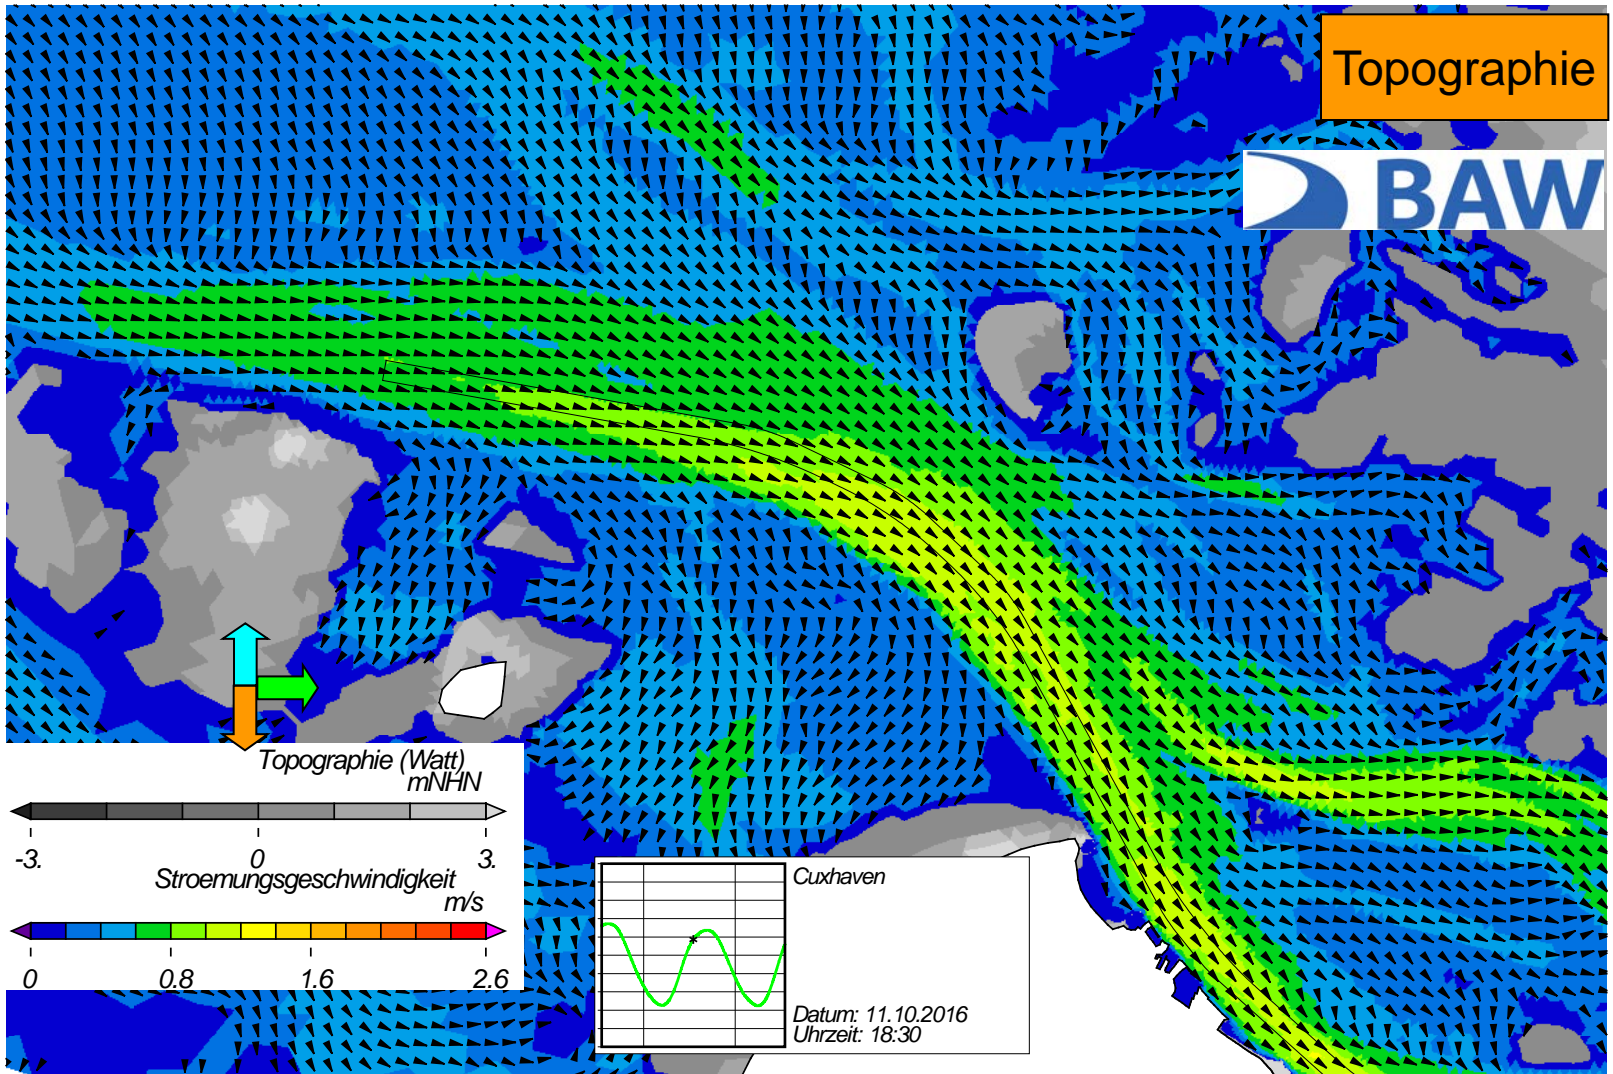 Topographie
BAW
Topographie (Watt)
mNHN
-3. 0 3.
Stroemungsgeschwindigkeit
m/s
0 0.8 1.6 2.6
Cuxhaven
Datum: 11.10.2016
Uhrzeit: 18:30